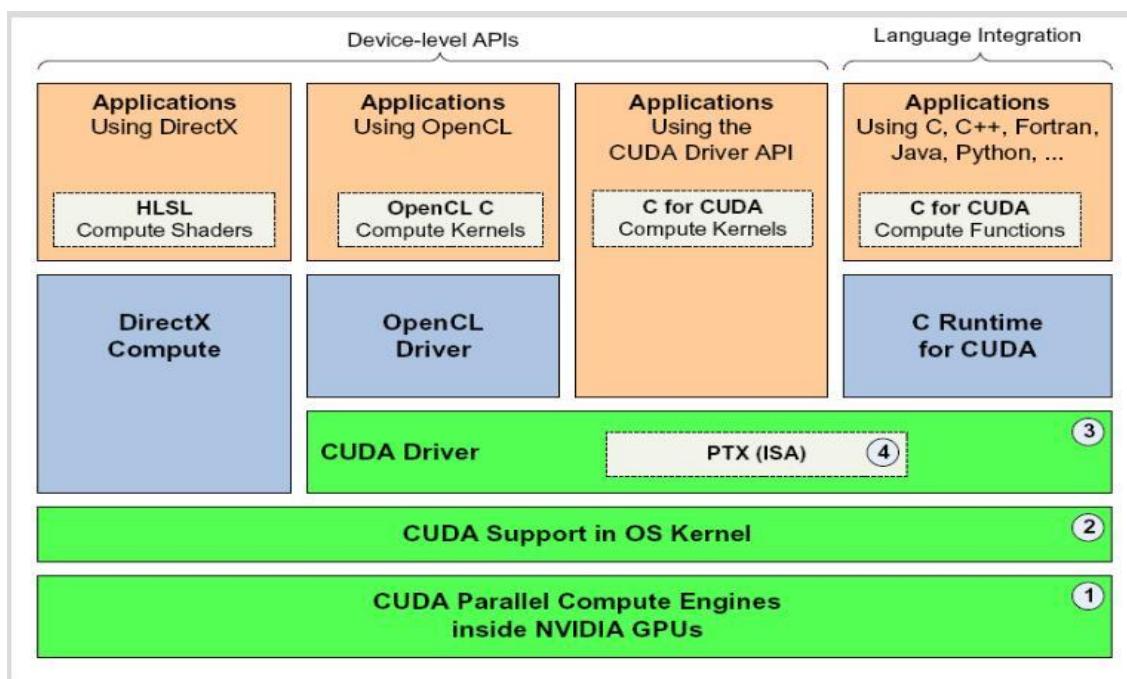 Device-level APIs
Language Integration
Applications
Using DirectX
HLSL
Compute Shaders
Applications
Using OpenCL
OpenCL C
Compute Kernels
Applications
Using the
CUDA Driver API
C for CUDA
Compute Kernels
Applications
Using C, C++, Fortran,
Java, Python, ...
C for CUDA
Compute Functions
DirectX
Compute
OpenCL
Driver
C Runtime
for CUDA
CUDA Driver
PTX (ISA)
4
3
CUDA Support in OS Kernel
2
CUDA Parallel Compute Engines
inside NVIDIA GPUs
1